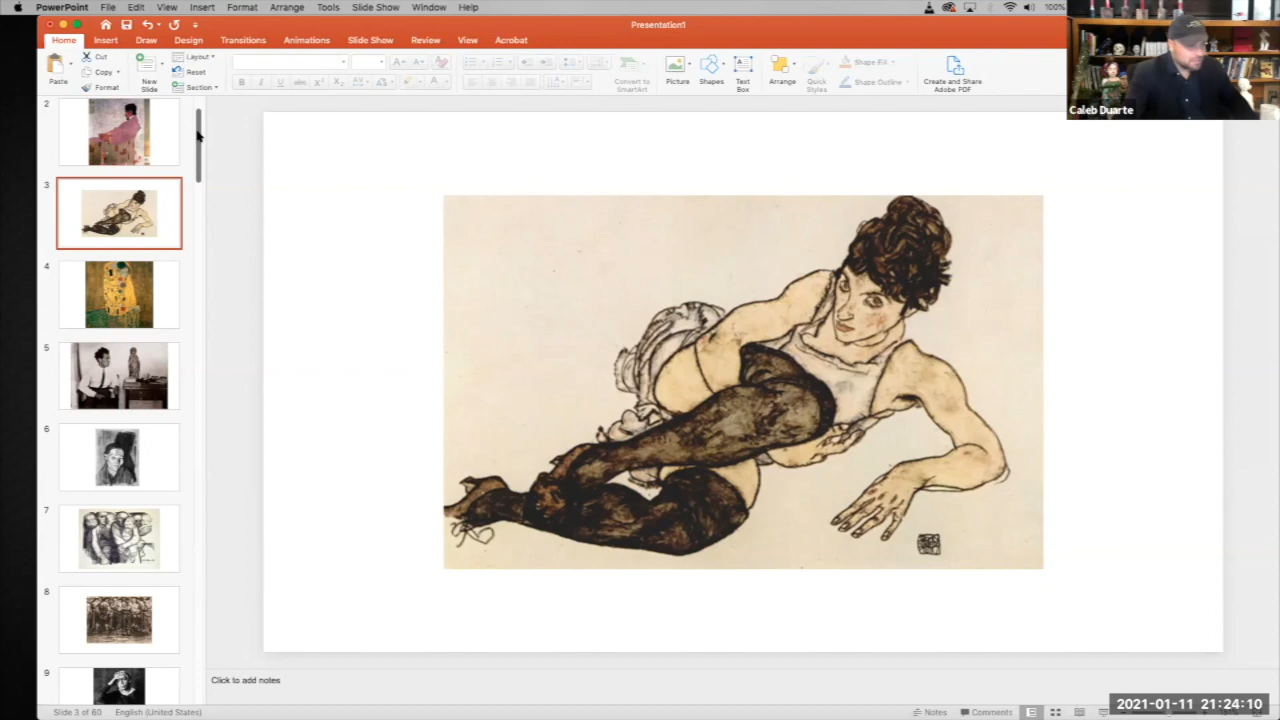 PowerPoint File Edit View Insert Format Arrange Tools Slide Show Window Help 100%
Presentation1
Home Insert Draw Design Transitions Animations Slide Show Review View Acrobat
Paste Cut Copy Format
New Slide Layout Reset Section
Convert to SmartArt
Picture Shapes Text Box Arrange Quick Styles Shape Fill Shape Outline
Create and Share Adobe PDF
Caleb Duarte
2
3
4
5
6
7
8
9
Click to add notes
Slide 3 of 60 English (United States) Notes Comments
2021-01-11 21:24:10